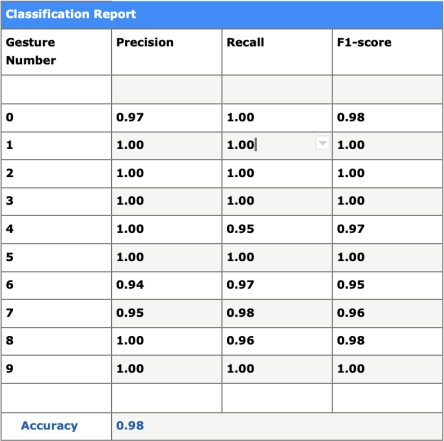 Classification Report
Gesture Number Precision Recall F1-score
0 0.97 1.00 0.98
1 1.00 1.00 1.00
2 1.00 1.00 1.00
3 1.00 1.00 1.00
4 1.00 0.95 0.97
5 1.00 1.00 1.00
6 0.94 0.97 0.95
7 0.95 0.98 0.96
8 1.00 0.96 0.98
9 1.00 1.00 1.00
Accuracy 0.98